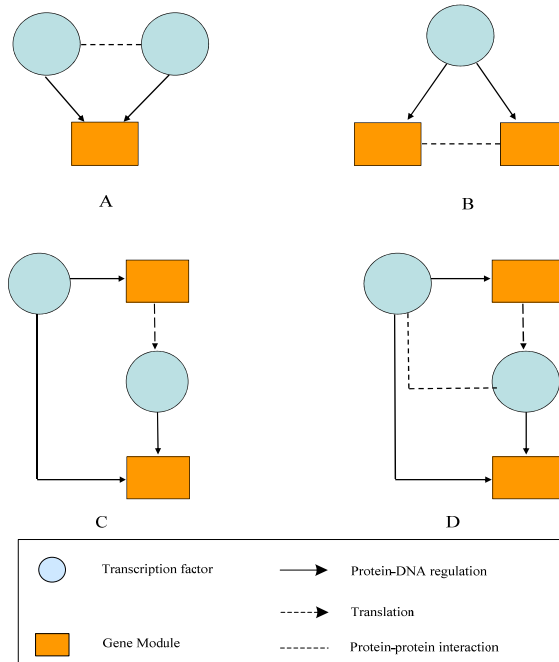 A
B
C
D
Transcription factor
Protein-DNA regulation
Translation
Gene Module
Protein-protein interaction